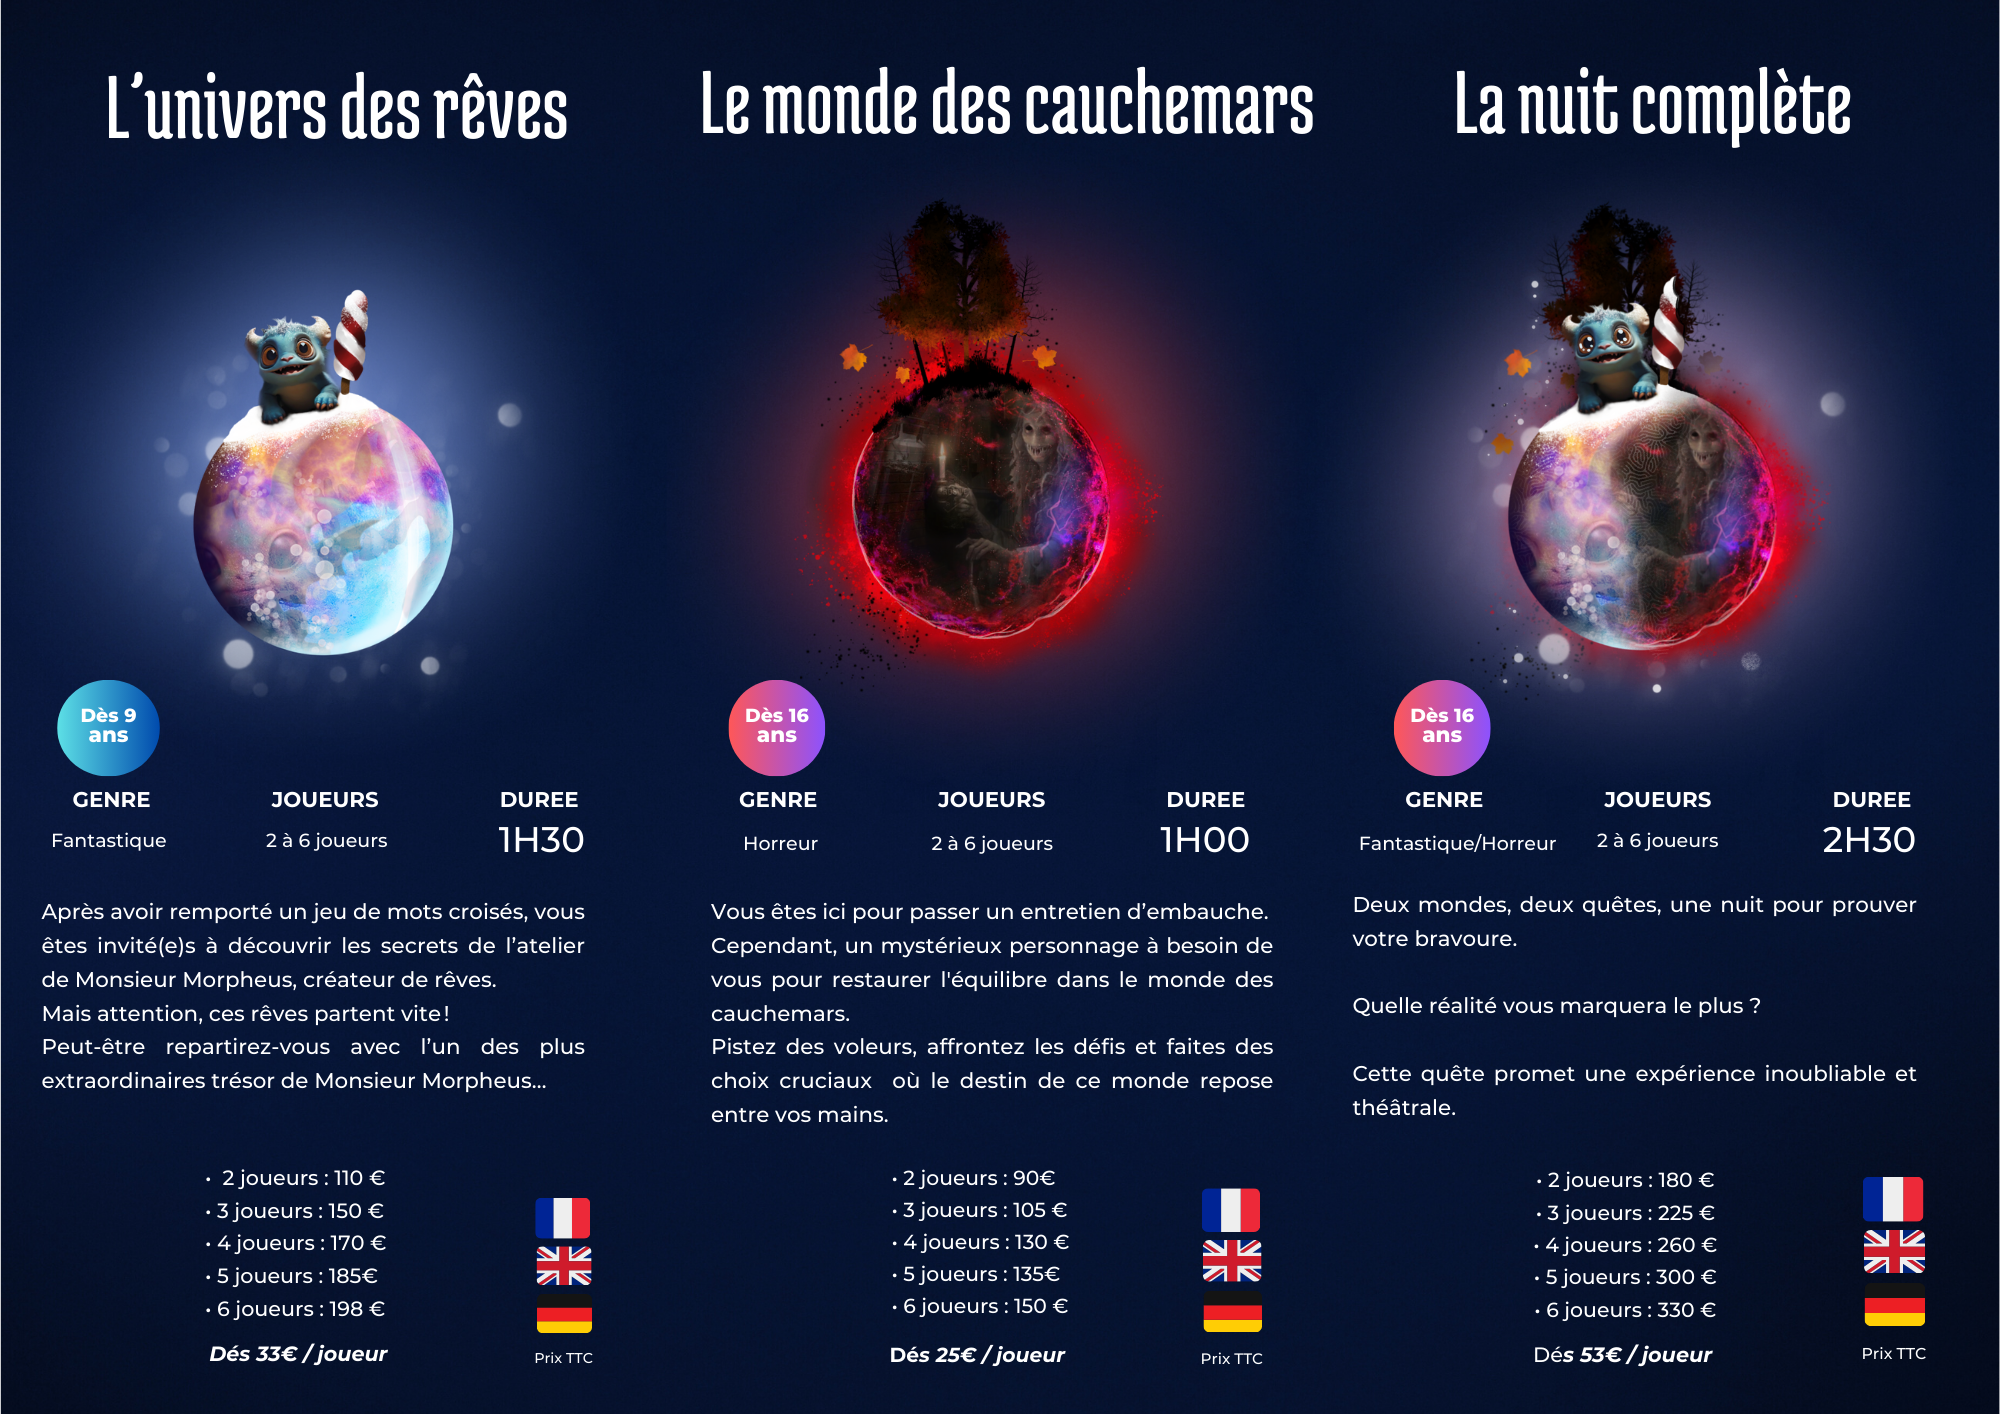 L'univers des rêves
Dès 9
ans
GENRE
Fantastique
JOUEURS
2 à 6 joueurs
DUREE
1H30
Après avoir remporté un jeu de mots croisés, vous
êtes invité(e)s à découvrir les secrets de l'atelier
de Monsieur Morpheus, créateur de rêves.
Mais attention, ces rêves partent vite!
Peut-être repartirez-vous avec l'un des plus
extraordinaires trésor de Monsieur Morpheus...
• 2 joueurs : 110 €
• 3 joueurs : 150 €
• 4 joueurs : 170 €
• 5 joueurs : 185€
• 6 joueurs : 198 €
Dés 33€ / joueur
Prix TTC
Le monde des cauchemars
Dès 16
ans
GENRE
Horreur
JOUEURS
2 à 6 joueurs
DUREE
1H00
Vous êtes ici pour passer un entretien d'embauche.
Cependant, un mystérieux personnage à besoin de
vous pour restaurer l'équilibre dans le monde des
cauchemars.
Pistez des voleurs, affrontez les défis et faites des
choix cruciaux où le destin de ce monde repose
entre vos mains.
• 2 joueurs : 90€
• 3 joueurs : 105 €
• 4 joueurs : 130 €
• 5 joueurs : 135€
• 6 joueurs : 150 €
Dés 25€ / joueur
Prix TTC
La nuit complète
Dès 16
ans
GENRE
Fantastique/Horreur
JOUEURS
2 à 6 joueurs
DUREE
2H30
Deux mondes, deux quêtes, une nuit pour prouver
votre bravoure.
Quelle réalité vous marquera le plus ?
Cette quête promet une expérience inoubliable et
théâtrale.
• 2 joueurs : 180 €
• 3 joueurs : 225 €
• 4 joueurs : 260 €
• 5 joueurs : 300 €
• 6 joueurs : 330 €
Dés 53€ / joueur
Prix TTC